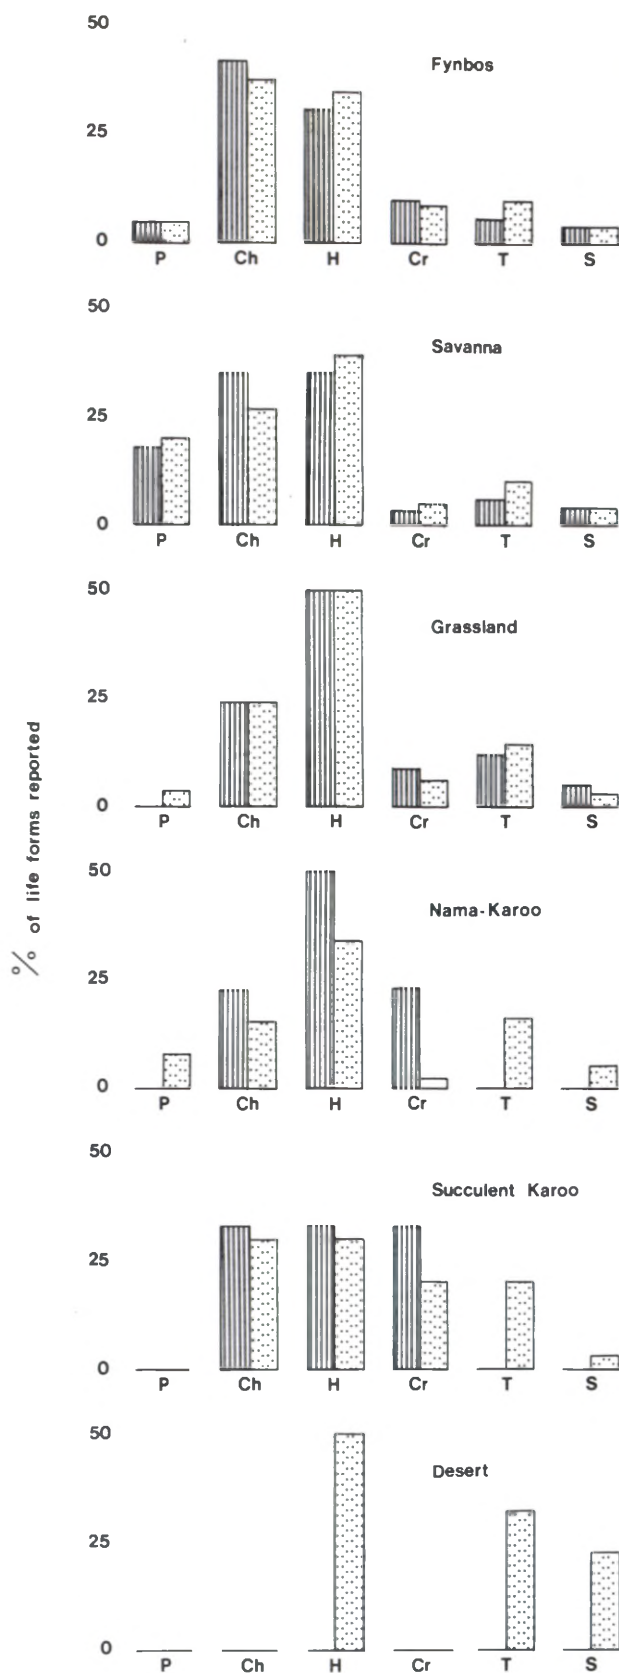 % of life forms reported
50
Fynbos
25
0
P Ch H Cr T S
50
Savanna
25
0
P Ch H Cr T S
50
Grassland
25
0
P Ch H Cr T S
50
Nama-Karoo
25
0
P Ch H Cr T S
50
Succulent Karoo
25
0
P Ch H Cr T S
50
Desert
25
0
P Ch H Cr T S